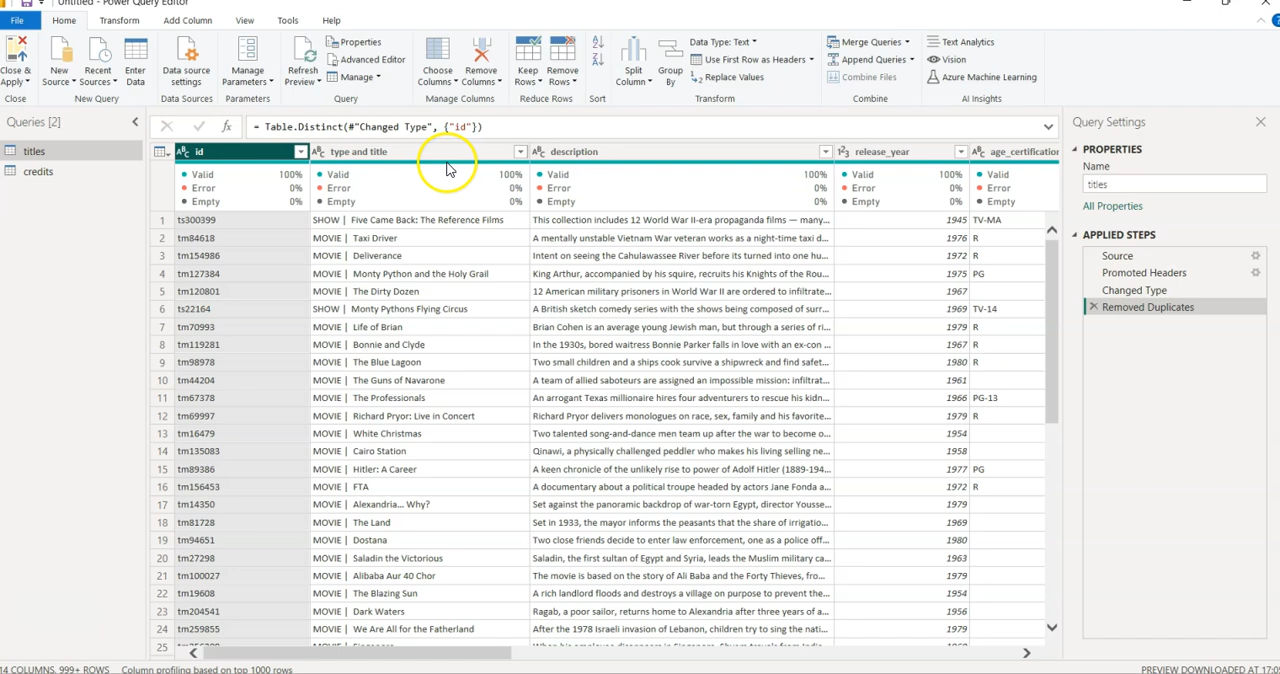 Untitled - Power Query Editor
File Home Transform Add Column View Tools Help
Close & Apply New Source Recent Sources Enter Data Data source settings Manage Parameters Refresh Preview Properties Advanced Editor Manage Choose Columns Remove Columns Keep Rows Remove Rows Split Column Group By Data Type: Text Use First Row as Headers Replace Values Merge Queries Append Queries Combine Files Text Analytics Vision Azure Machine Learning
Close New Query Data Sources Parameters Query Manage Columns Reduce Rows Sort Transform Combine AI Insights
Queries [2]
titles
credits
= Table.Distinct(#"Changed Type", {"id"})
id type and title description release_year age_certification
Valid 100% Valid 100% Valid 100% Valid 100% Valid
Error 0% Error 0% Error 0% Error 0% Error
Empty 0% Empty 0% Empty 0% Empty 0% Empty
1 ts300399 SHOW | Five Came Back: The Reference Films This collection includes 12 World War II-era propaganda films — many... 1945 TV-MA
2 tm84618 MOVIE | Taxi Driver A mentally unstable Vietnam War veteran works as a night-time taxi d... 1976 R
3 tm154986 MOVIE | Deliverance Intent on seeing the Cahulawassee River before its turned into one hu... 1972 R
4 tm127384 MOVIE | Monty Python and the Holy Grail King Arthur, accompanied by his squire, recruits his Knights of the Rou... 1975 PG
5 tm120801 MOVIE | The Dirty Dozen 12 American military prisoners in World War II are ordered to infiltrate... 1967
6 ts22164 SHOW | Monty Pythons Flying Circus A British sketch comedy series with the shows being composed of surr... 1969 TV-14
7 tm70993 MOVIE | Life of Brian Brian Cohen is an average young Jewish man, but through a series of ri... 1979 R
8 tm119281 MOVIE | Bonnie and Clyde In the 1930s, bored waitress Bonnie Parker falls in love with an ex-con ... 1967 R
9 tm98978 MOVIE | The Blue Lagoon Two small children and a ships cook survive a shipwreck and find safet... 1980 R
10 tm44204 MOVIE | The Guns of Navarone A team of allied saboteurs are assigned an impossible mission: infiltrat... 1961
11 tm67378 MOVIE | The Professionals An arrogant Texas millionaire hires four adventurers to rescue his kidn... 1966 PG-13
12 tm69997 MOVIE | Richard Pryor: Live in Concert Richard Pryor delivers monologues on race, sex, family and his favorite... 1979 R
13 tm16479 MOVIE | White Christmas Two talented song-and-dance men team up after the war to become o... 1954
14 tm135083 MOVIE | Cairo Station Qinawi, a physically challenged peddler who makes his living selling ne... 1958
15 tm89386 MOVIE | Hitler: A Career A keen chronicle of the unlikely rise to power of Adolf Hitler (1889-194... 1977 PG
16 tm156453 MOVIE | FTA A documentary about a political troupe headed by actors Jane Fonda a... 1972 R
17 tm14350 MOVIE | Alexandria... Why? Set against the panoramic backdrop of war-torn Egypt, director Yousse... 1979
18 tm81728 MOVIE | The Land Set in 1933, the mayor informs the peasants that the share of irrigatio... 1969
19 tm94651 MOVIE | Dostana Two close friends decide to enter law enforcement, one as a police off... 1980
20 tm27298 MOVIE | Saladin the Victorious Saladin, the first sultan of Egypt and Syria, leads the Muslim military ca... 1963
21 tm100027 MOVIE | Alibaba Aur 40 Chor The movie is based on the story of Ali Baba and the Forty Thieves, fro... 1979
22 tm19608 MOVIE | The Blazing Sun A rich landlord floods and destroys a village on purpose to prevent the... 1954
23 tm204541 MOVIE | Dark Waters Ragab, a poor sailor, returns home to Alexandria after three years of a... 1956
24 tm259855 MOVIE | We Are All for the Fatherland After the 1978 Israeli invasion of Lebanon, children try to sing the nati... 1979
25
Query Settings
PROPERTIES
Name
titles
All Properties
APPLIED STEPS
Source
Promoted Headers
Changed Type
Removed Duplicates
14 COLUMNS, 999+ ROWS Column profiling based on top 1000 rows PREVIEW DOWNLOADED AT 17:0